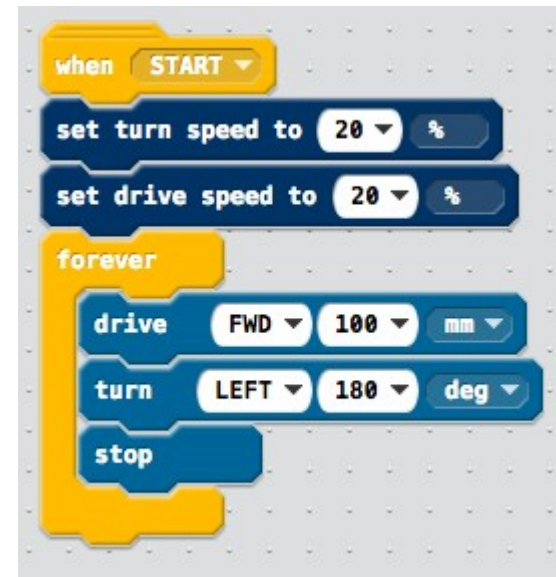 when START
set turn speed to 20 %
set drive speed to 20 %
forever
drive FWD 100 mm
turn LEFT 180 deg
stop